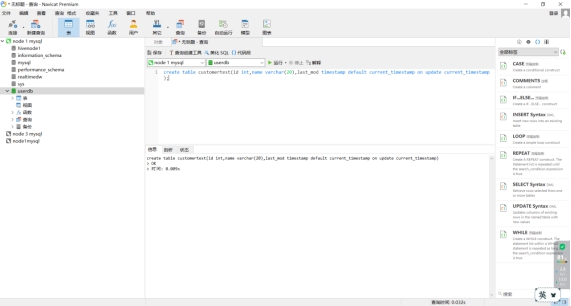 无标题 - 查询 - Navicat Premium
文件 编辑 查看 查询 格式 收藏夹 工具 窗口 帮助
登录
连接 新建查询 表 视图 函数 用户 其它 查询 备份 自动运行 模型 图表
node 1 mysql
hivenode1
information_schema
mysql
performance_schema
sys
userdb
表
视图
函数
查询
备份
node 3 mysql
node1mysql
对象
无标题 - 查询
保存 查询创建工具 美化 SQL 代码段
node 1 mysql userdb 运行 停止 解释
1 create table customertest(id int,name varchar(20),last_mod timestamp default current_timestamp on update current_timestamp
);
信息 剖析 状态
create table customertest(id int,name varchar(20),last_mod timestamp default current_timestamp on update current_timestamp)
> OK
> 时间: 0.009s
全部标签
CASE
Create a conditional construct
COMMENTS
Create a comment
IF...ELSE...
Create a IF...ELSE... construct
INSERT Syntax
Insert new rows into an existing table
LOOP
Create a simple loop construct
REPEAT
Create a REPEAT construct. The Statement list is repeated until the search_condition expression is true
SELECT Syntax
Retrieve rows selected from one or more tables
UPDATE Syntax
Updates columns of existing rows in the named table with new values
WHILE
Create a WHILE construct. The statement list within a WHILE statement is repeated as long as the search_condition expression is true
搜索
英
查询时间: 0.032s